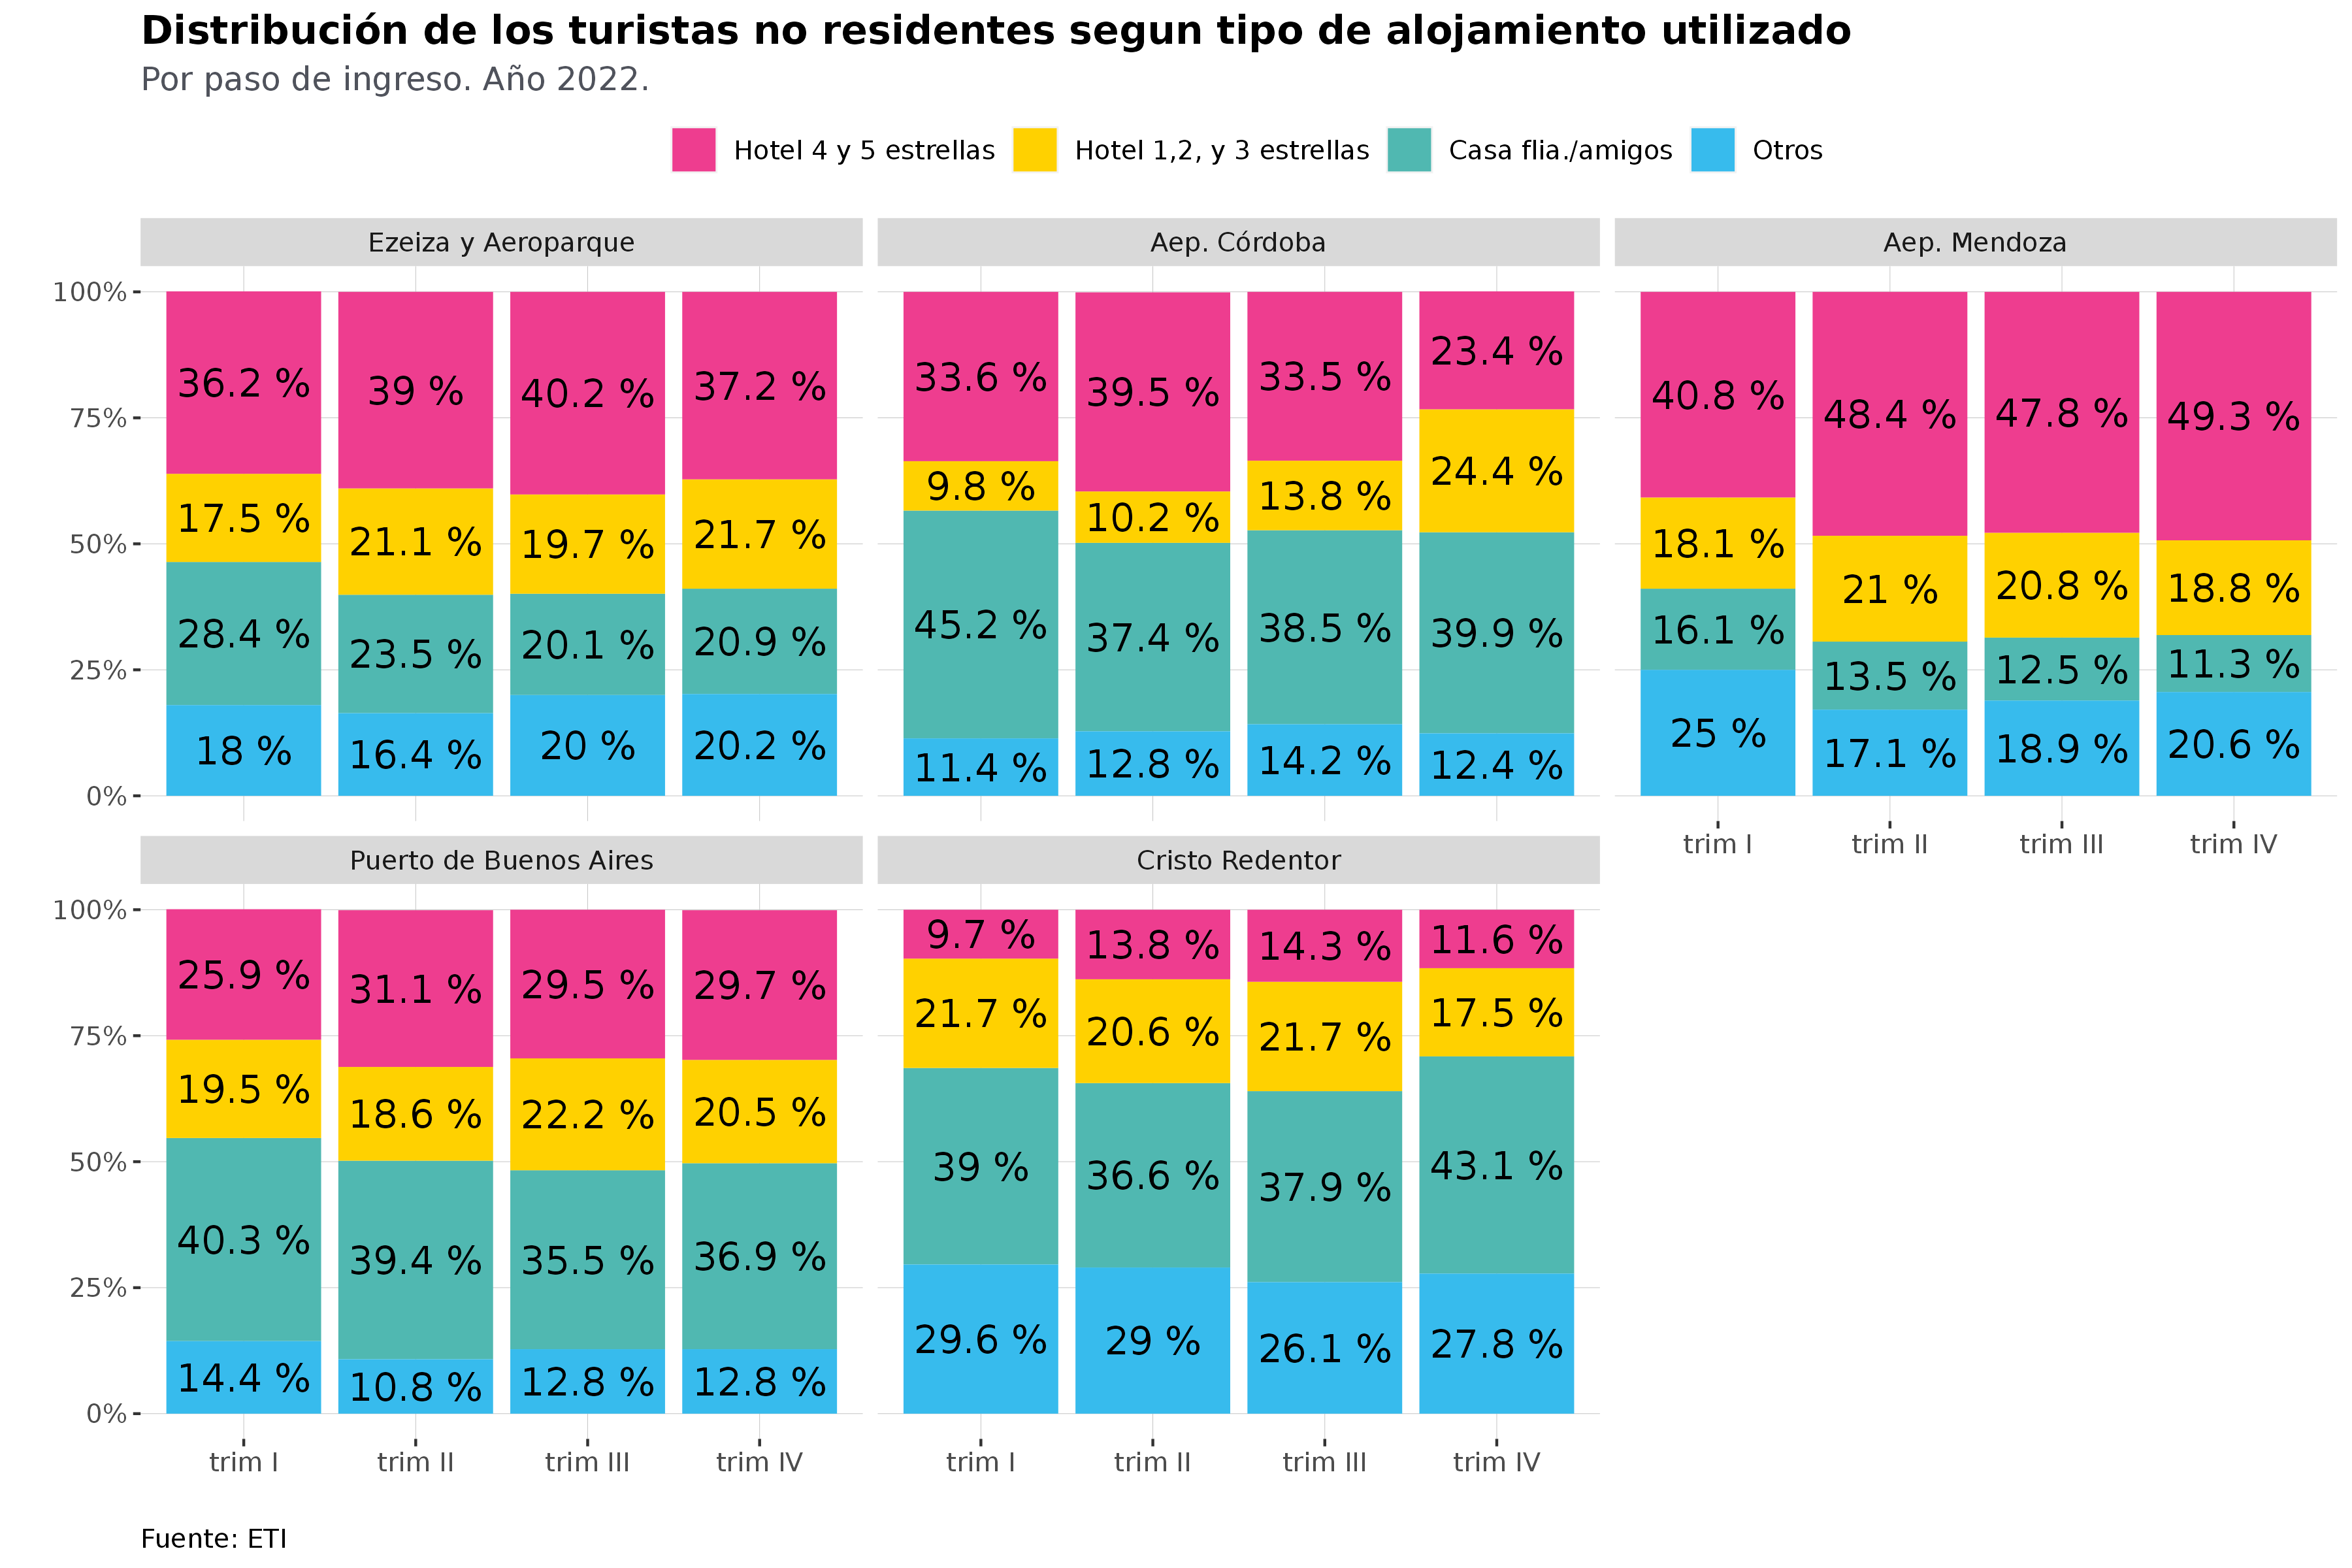 Distribución de los turistas no residentes segun tipo de alojamiento utilizado
Por paso de ingreso. Año 2022.
Hotel 4 y 5 estrellas Hotel 1,2, y 3 estrellas Casa flia./amigos Otros
Ezeiza y Aeroparque
100%
75%
50%
25%
0%
36.2 % 39 % 40.2 % 37.2 %
17.5 % 21.1 % 19.7 % 21.7 %
28.4 % 23.5 % 20.1 % 20.9 %
18 % 16.4 % 20 % 20.2 %
Aep. Córdoba
33.6 % 39.5 % 33.5 % 23.4 %
9.8 % 10.2 % 13.8 % 24.4 %
45.2 % 37.4 % 38.5 % 39.9 %
11.4 % 12.8 % 14.2 % 12.4 %
Aep. Mendoza
40.8 % 48.4 % 47.8 % 49.3 %
18.1 % 21 % 20.8 % 18.8 %
16.1 % 13.5 % 12.5 % 11.3 %
25 % 17.1 % 18.9 % 20.6 %
trim I trim II trim III trim IV
Puerto de Buenos Aires
100%
75%
50%
25%
0%
25.9 % 31.1 % 29.5 % 29.7 %
19.5 % 18.6 % 22.2 % 20.5 %
40.3 % 39.4 % 35.5 % 36.9 %
14.4 % 10.8 % 12.8 % 12.8 %
trim I trim II trim III trim IV
Cristo Redentor
9.7 % 13.8 % 14.3 % 11.6 %
21.7 % 20.6 % 21.7 % 17.5 %
39 % 36.6 % 37.9 % 43.1 %
29.6 % 29 % 26.1 % 27.8 %
trim I trim II trim III trim IV
Fuente: ETI